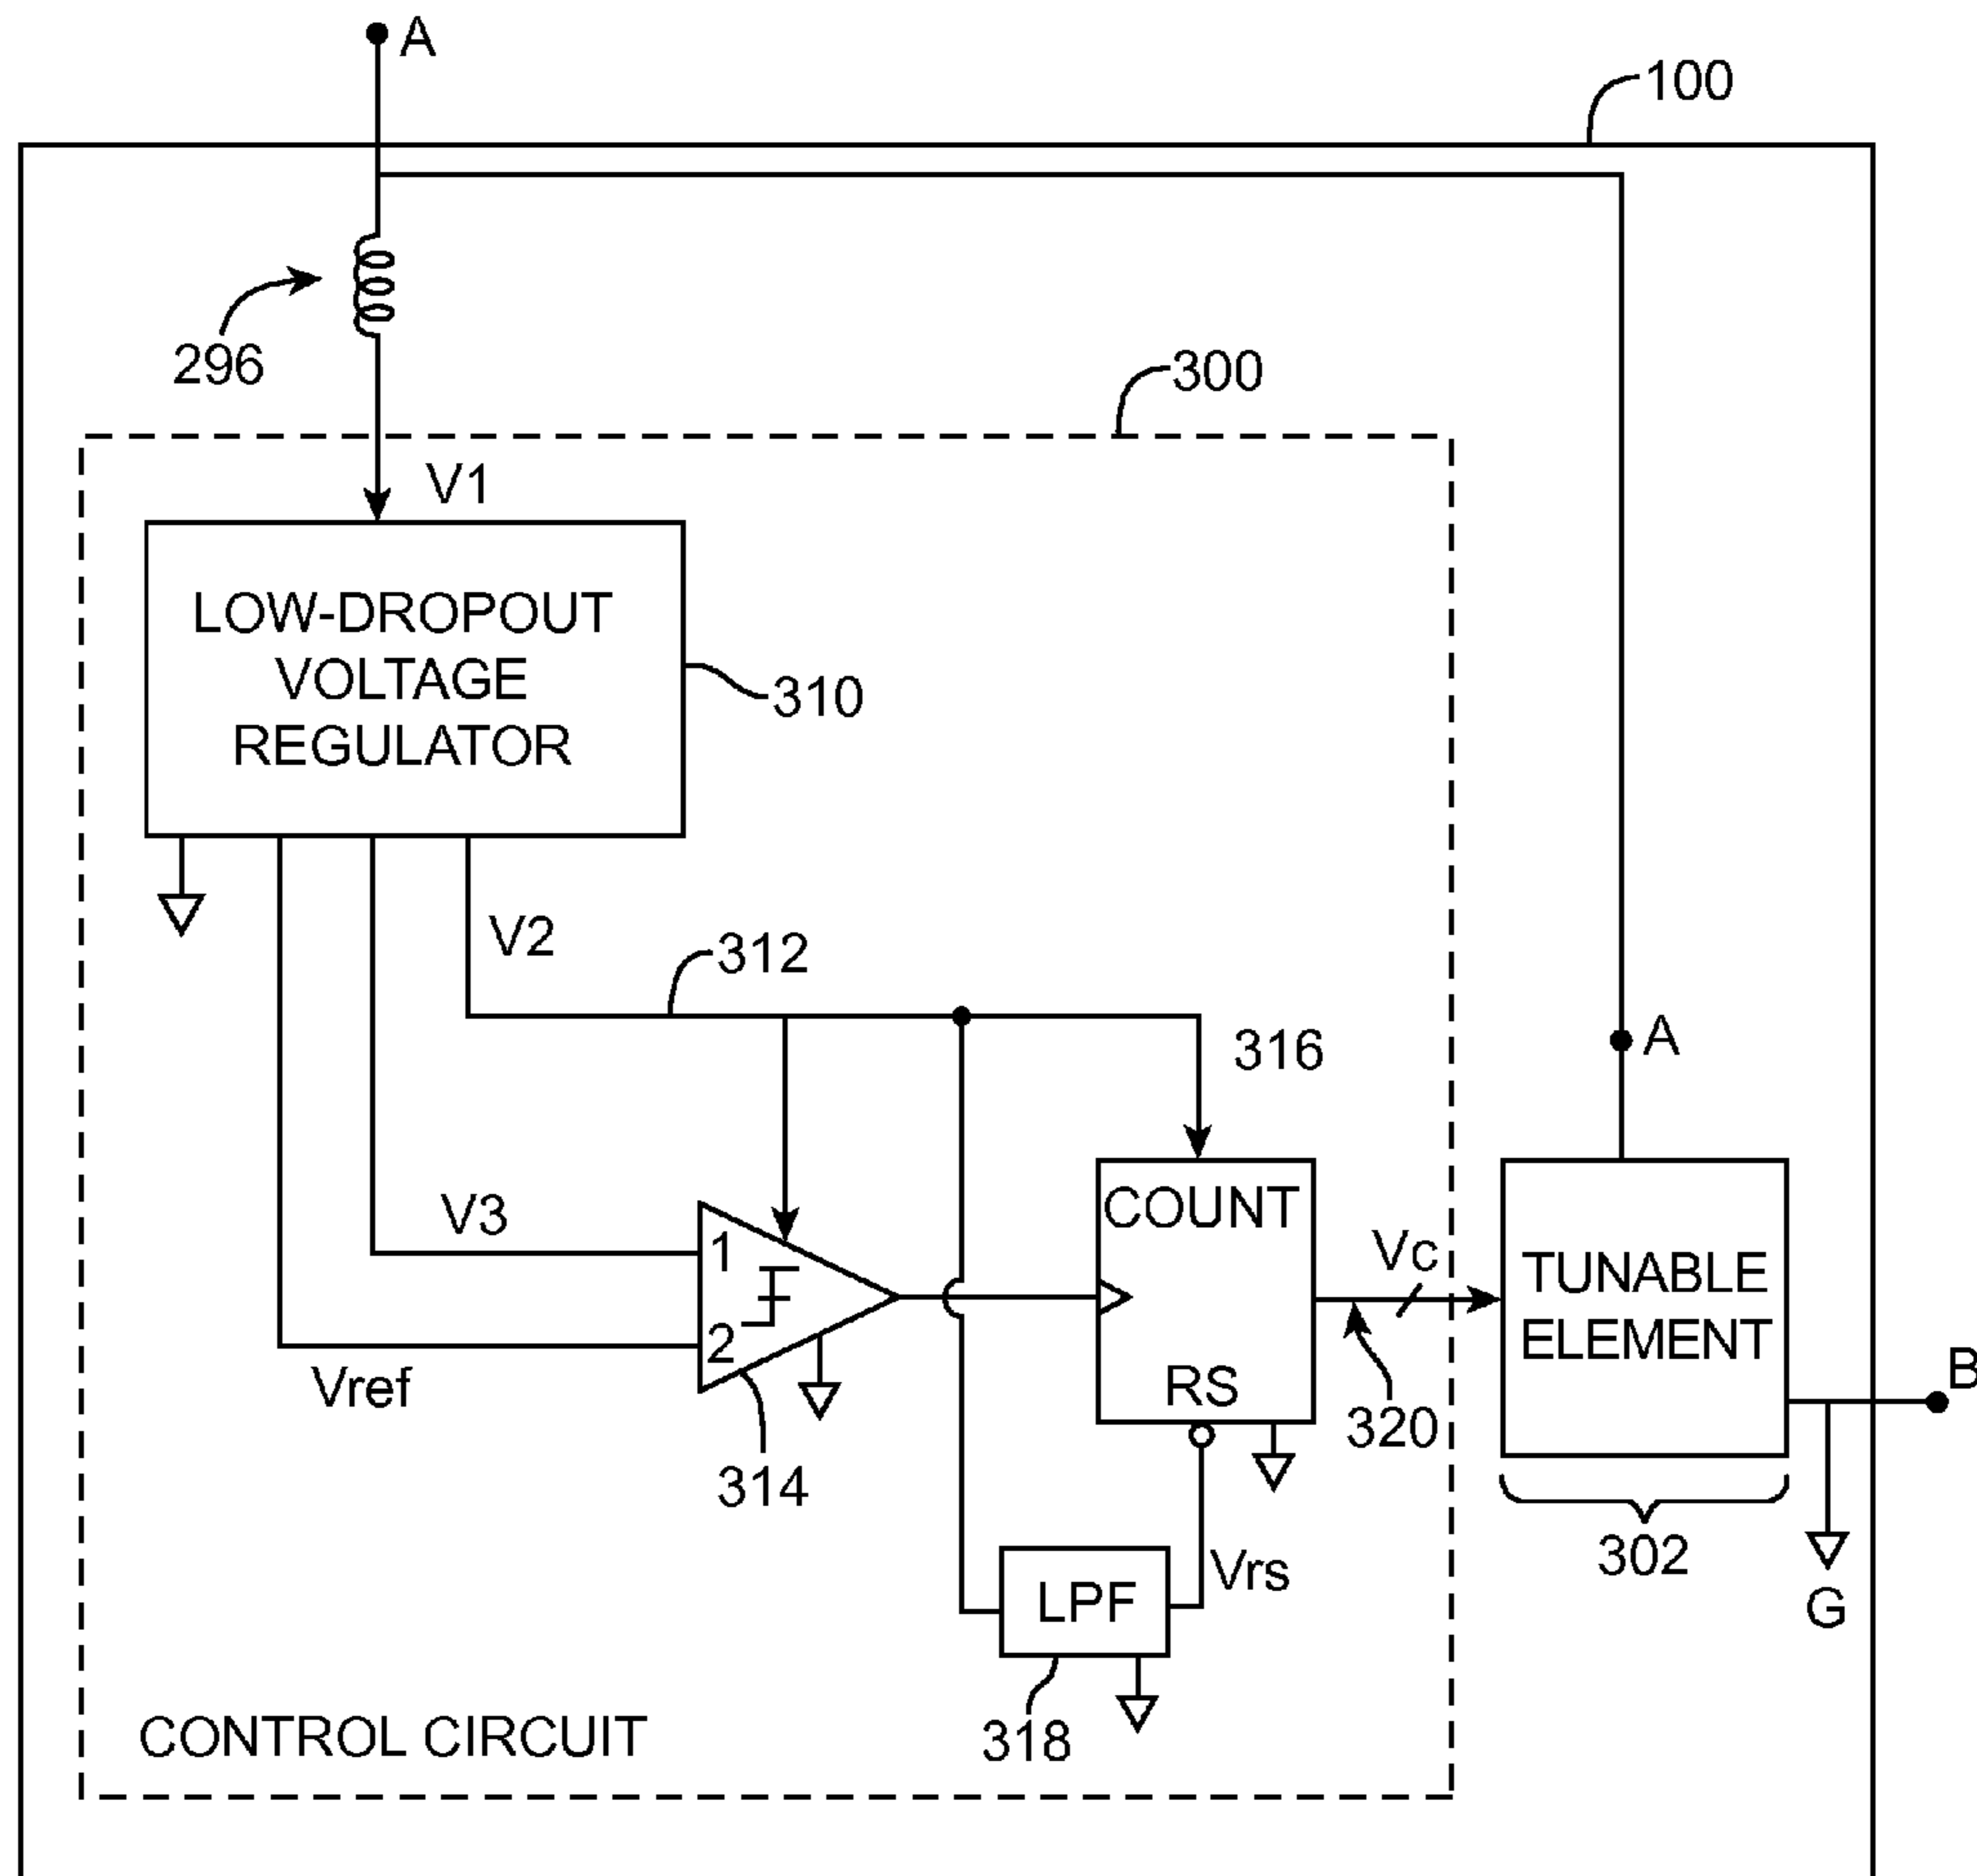 A
100
296
300
V1
LOW-DROPOUT
VOLTAGE
REGULATOR
310
V2
312
316
A
V3
1
COUNT
Vc
TUNABLE
ELEMENT
2
Vref
RS
320
B
314
302
Vrs
LPF
G
318
CONTROL CIRCUIT